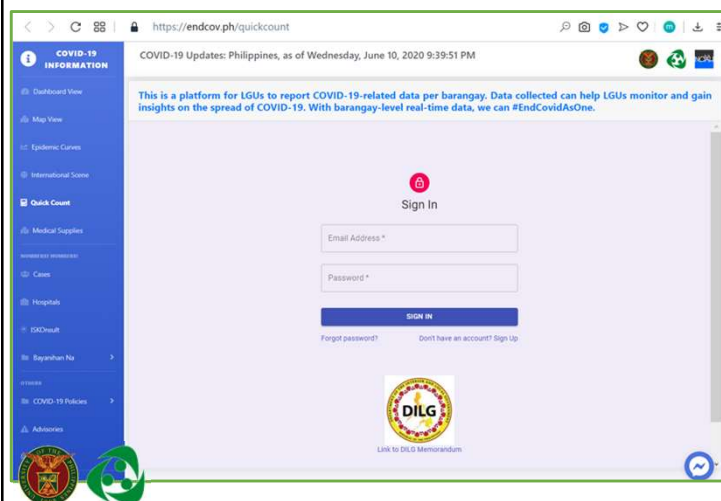 https://endcov.ph/quickcount
COVID-19
INFORMATION
COVID-19 Updates: Philippines, as of Wednesday, June 10, 2020 9:39:51 PM
This is a platform for LGUs to report COVID-19-related data per barangay. Data collected can help LGUs monitor and gain
insights on the spread of COVID-19. With barangay-level real-time data, we can #EndCovidAsOne.
Dashboard View
Map View
Epidemic Curves
International Scene
Quick Count
Medical Supplies
Cases
Hospitals
ISKOnsult
Bayanihan Na
OTHERS
COVID-19 Policies
Advisories
Sign In
Email Address *
Password *
SIGN IN
Forgot password?
Don't have an account? Sign Up
DILG
Link to DILG Memorandum